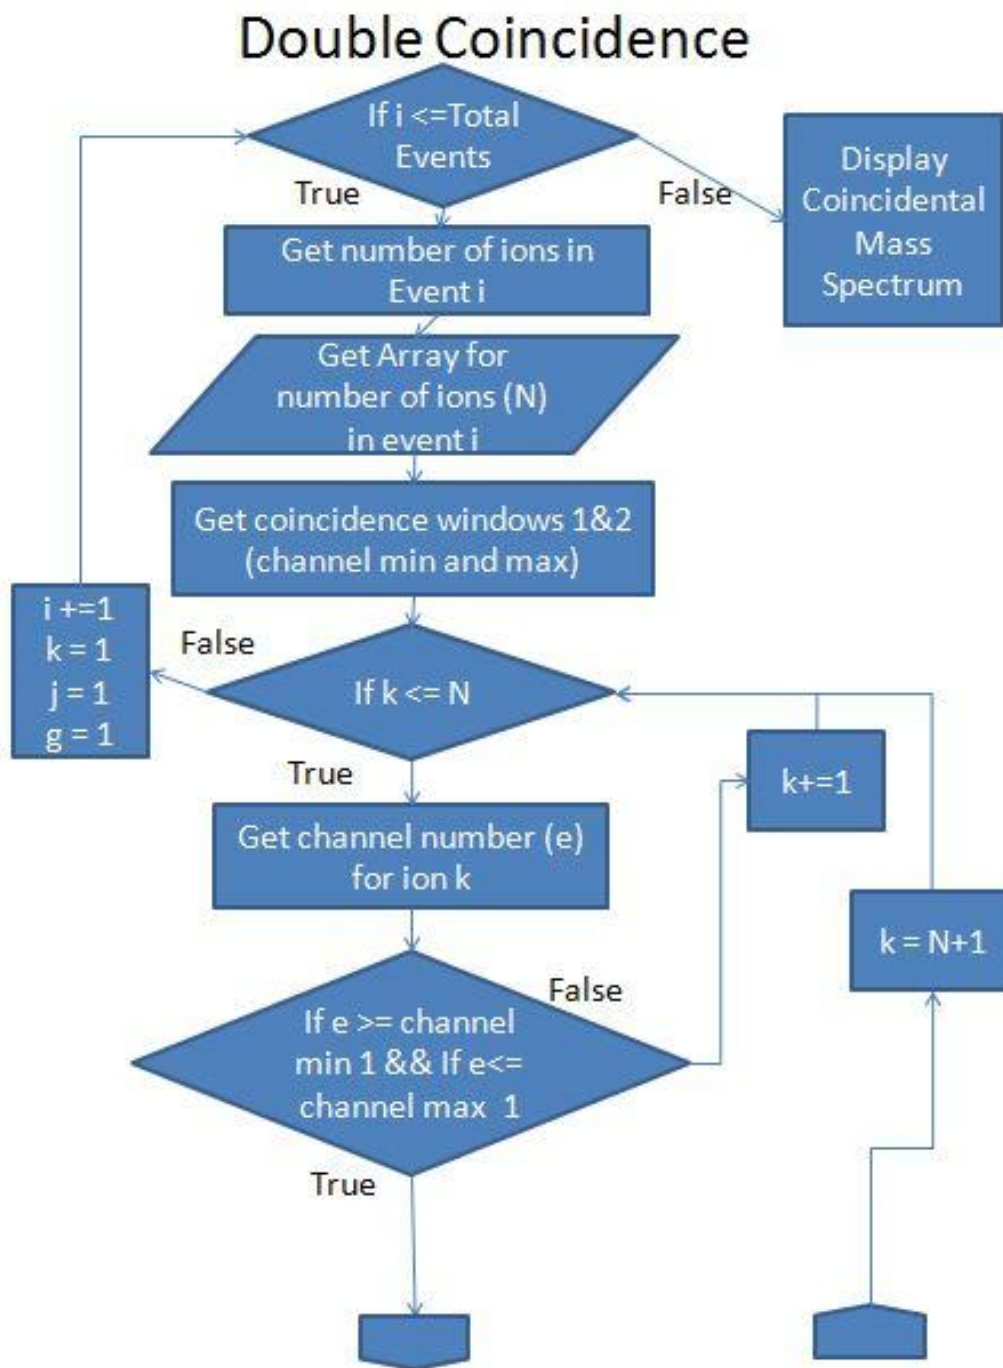 Double Coincidence
If i <=Total
Events
True
False
Display
Coincidental
Mass
Spectrum
Get number of ions in
Event i
Get Array for
number of ions (N)
in event i
Get coincidence windows 1&2
(channel min and max)
i +=1
k = 1
j = 1
g = 1
False
If k <= N
True
k+=1
Get channel number (e)
for ion k
k = N+1
False
If e >= channel
min 1 && If e<=
channel max  1
True